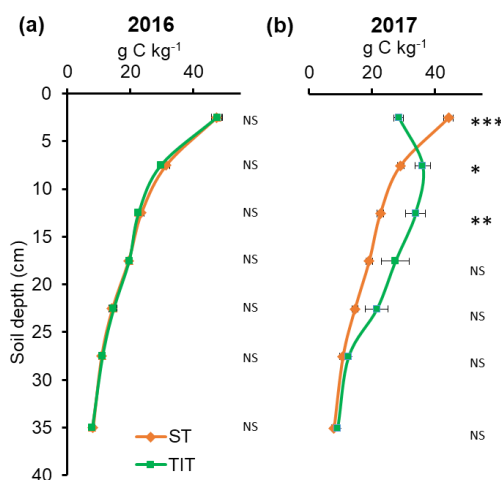 (a) 2016
g C kg-1
0 20 40
0
5
10
15
20
25
30
35
40
Soil depth (cm)
NS
NS
NS
NS
NS
NS
NS
ST
TIT
(b) 2017
g C kg-1
0 20 40
***
*
**
NS
NS
NS
NS